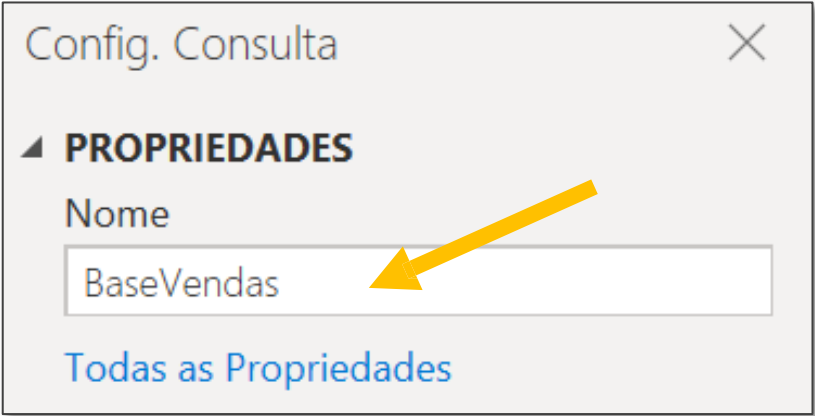 Config. Consulta
PROPRIEDADES
Nome
BaseVendas
Todas as Propriedades